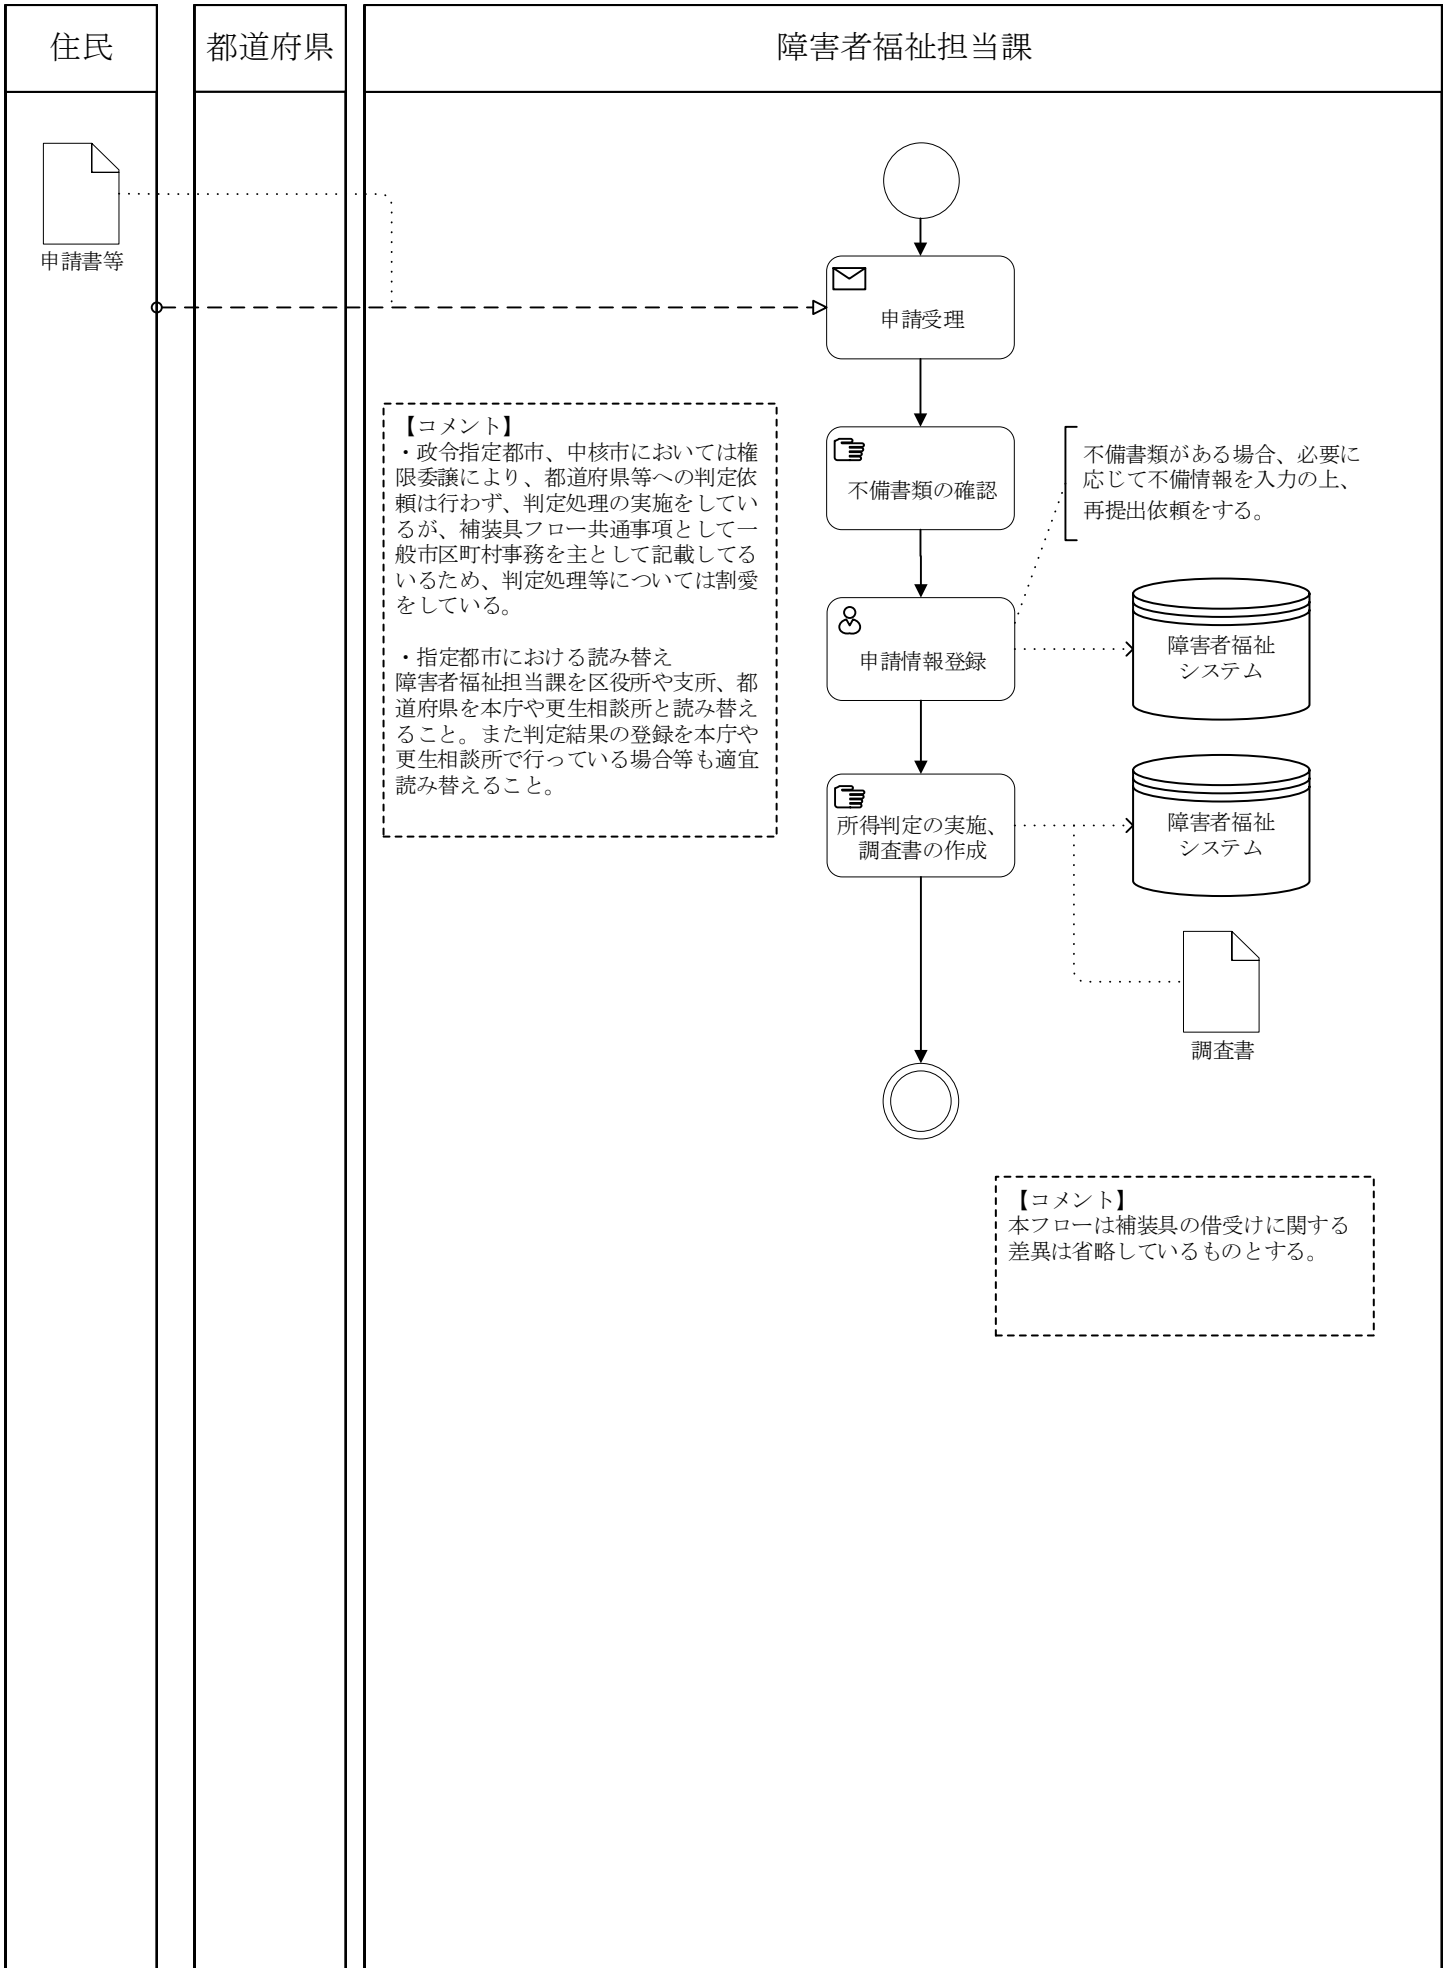 住民
都道府県
障害者福祉担当課
申請書等
申請受理
【コメント】
・政令指定都市、中核市においては権
限委譲により、都道府県等への判定依
頼は行わず、判定処理の実施をしてい
るが、補装具フロー共通事項として一
般市区町村事務を主として記載してる
いるため、判定処理等については割愛
をしている。
・指定都市における読み替え
障害者福祉担当課を区役所や支所、都
道府県を本庁や更生相談所と読み替え
ること。また判定結果の登録を本庁や
更生相談所で行っている場合等も適宜
読み替えること。
不備書類の確認
不備書類がある場合、必要に
応じて不備情報を入力の上、
再提出依頼をする。
申請情報登録
障害者福祉
システム
所得判定の実施、
調査書の作成
障害者福祉
システム
調査書
【コメント】
本フローは補装具の借受けに関する
差異は省略しているものとする。